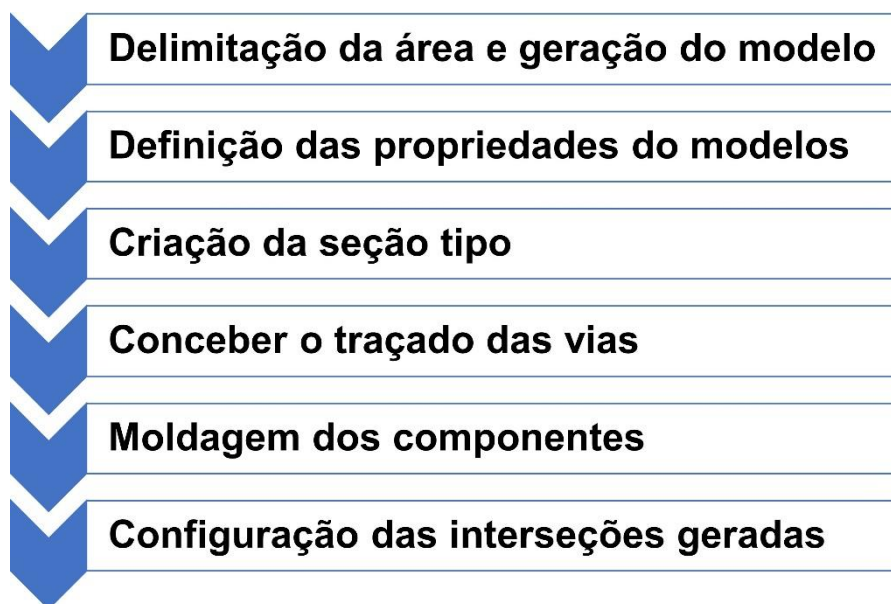 Delimitação da área e geração do modelo
Definição das propriedades do modelos
Criação da seção tipo
Conceber o traçado das vias
Moldagem dos componentes
Configuração das interseções geradas